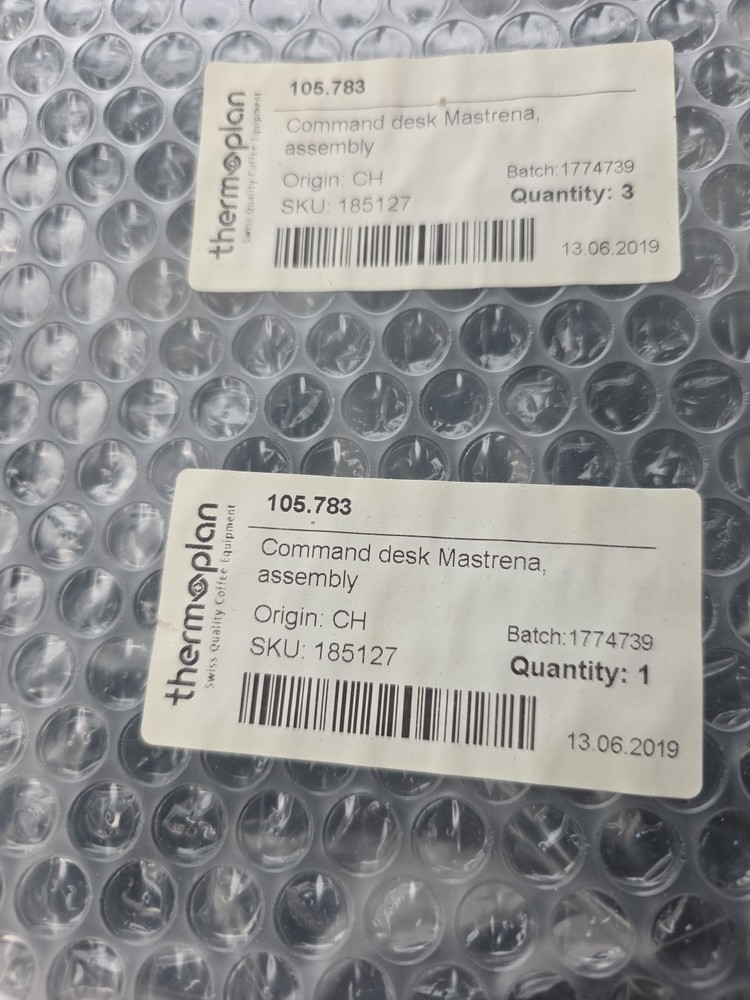 thermoplan
Swiss Quality Coffee Equipment
105.783
Command desk Mastrena,
assembly
Origin: CH
SKU: 185127
Batch:1774739
Quantity: 3
13.06.2019
thermoplan
Swiss Quality Coffee Equipment
105.783
Command desk Mastrena,
assembly
Origin: CH
SKU: 185127
Batch:1774739
Quantity: 1
13.06.2019